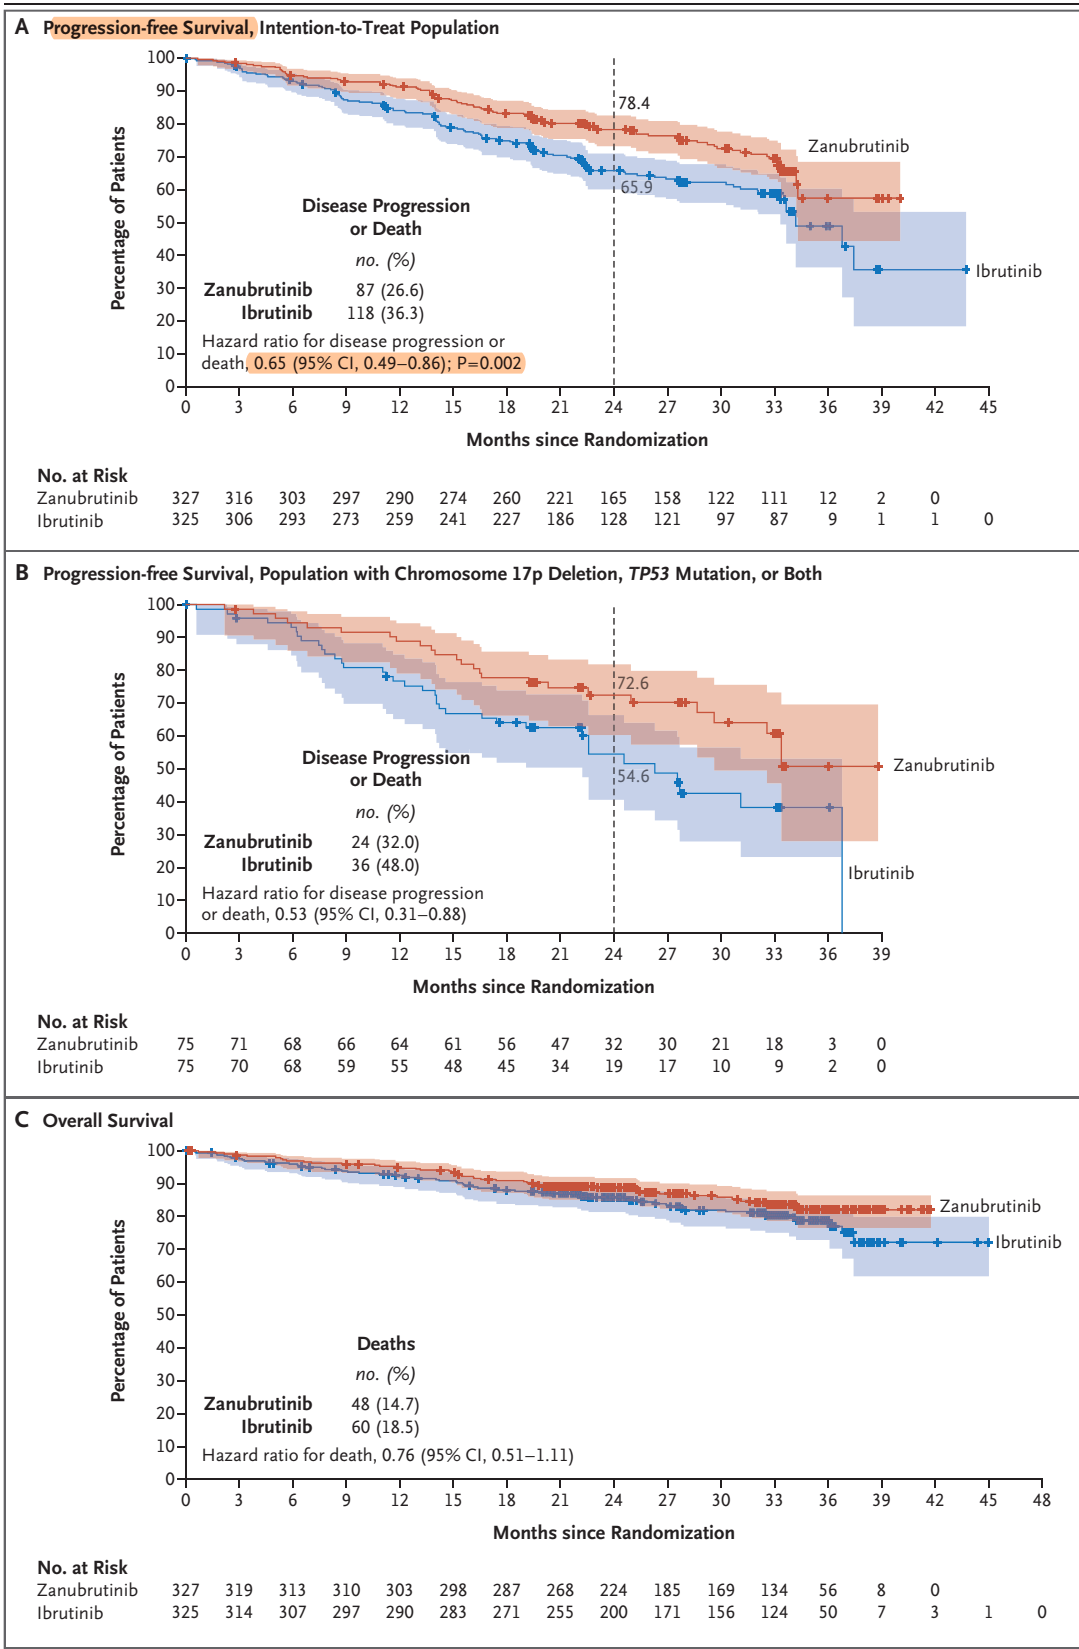 A Progression-free Survival, Intention-to-Treat Population
100
90
80
70
60
50
40
30
20
10
0
Percentage of Patients
78.4
65.9
Zanubrutinib
Ibrutinib
Disease Progression
or Death
no. (%)
Zanubrutinib 87 (26.6)
Ibrutinib 118 (36.3)
Hazard ratio for disease progression or
death, 0.65 (95% CI, 0.49–0.86); P=0.002
0 3 6 9 12 15 18 21 24 27 30 33 36 39 42 45
Months since Randomization
No. at Risk
Zanubrutinib 327 316 303 297 290 274 260 221 165 158 122 111 12 2 0
Ibrutinib 325 306 293 273 259 241 227 186 128 121 97 87 9 1 1 0
B Progression-free Survival, Population with Chromosome 17p Deletion, TP53 Mutation, or Both
100
90
80
70
60
50
40
30
20
10
0
Percentage of Patients
72.6
54.6
Zanubrutinib
Ibrutinib
Disease Progression
or Death
no. (%)
Zanubrutinib 24 (32.0)
Ibrutinib 36 (48.0)
Hazard ratio for disease progression
or death, 0.53 (95% CI, 0.31–0.88)
0 3 6 9 12 15 18 21 24 27 30 33 36 39
Months since Randomization
No. at Risk
Zanubrutinib 75 71 68 66 64 61 56 47 32 30 21 18 3 0
Ibrutinib 75 70 68 59 55 48 45 34 19 17 10 9 2 0
C Overall Survival
100
90
80
70
60
50
40
30
20
10
0
Percentage of Patients
Zanubrutinib
Ibrutinib
Deaths
no. (%)
Zanubrutinib 48 (14.7)
Ibrutinib 60 (18.5)
Hazard ratio for death, 0.76 (95% CI, 0.51–1.11)
0 3 6 9 12 15 18 21 24 27 30 33 36 39 42 45 48
Months since Randomization
No. at Risk
Zanubrutinib 327 319 313 310 303 298 287 268 224 185 169 134 56 8 0
Ibrutinib 325 314 307 297 290 283 271 255 200 171 156 124 50 7 3 1 0